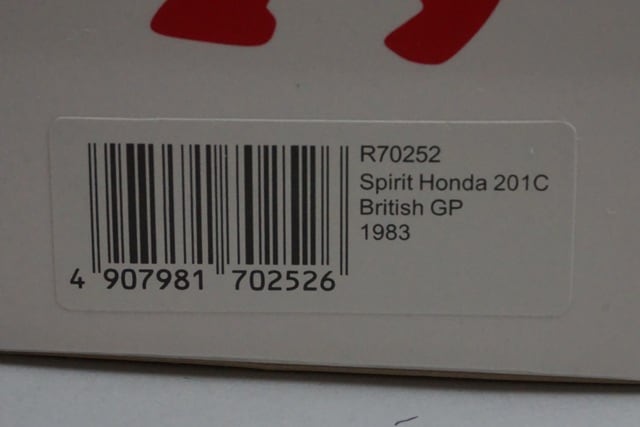 R70252
Spirit Honda 201C
British GP
1983
4 907981 702526